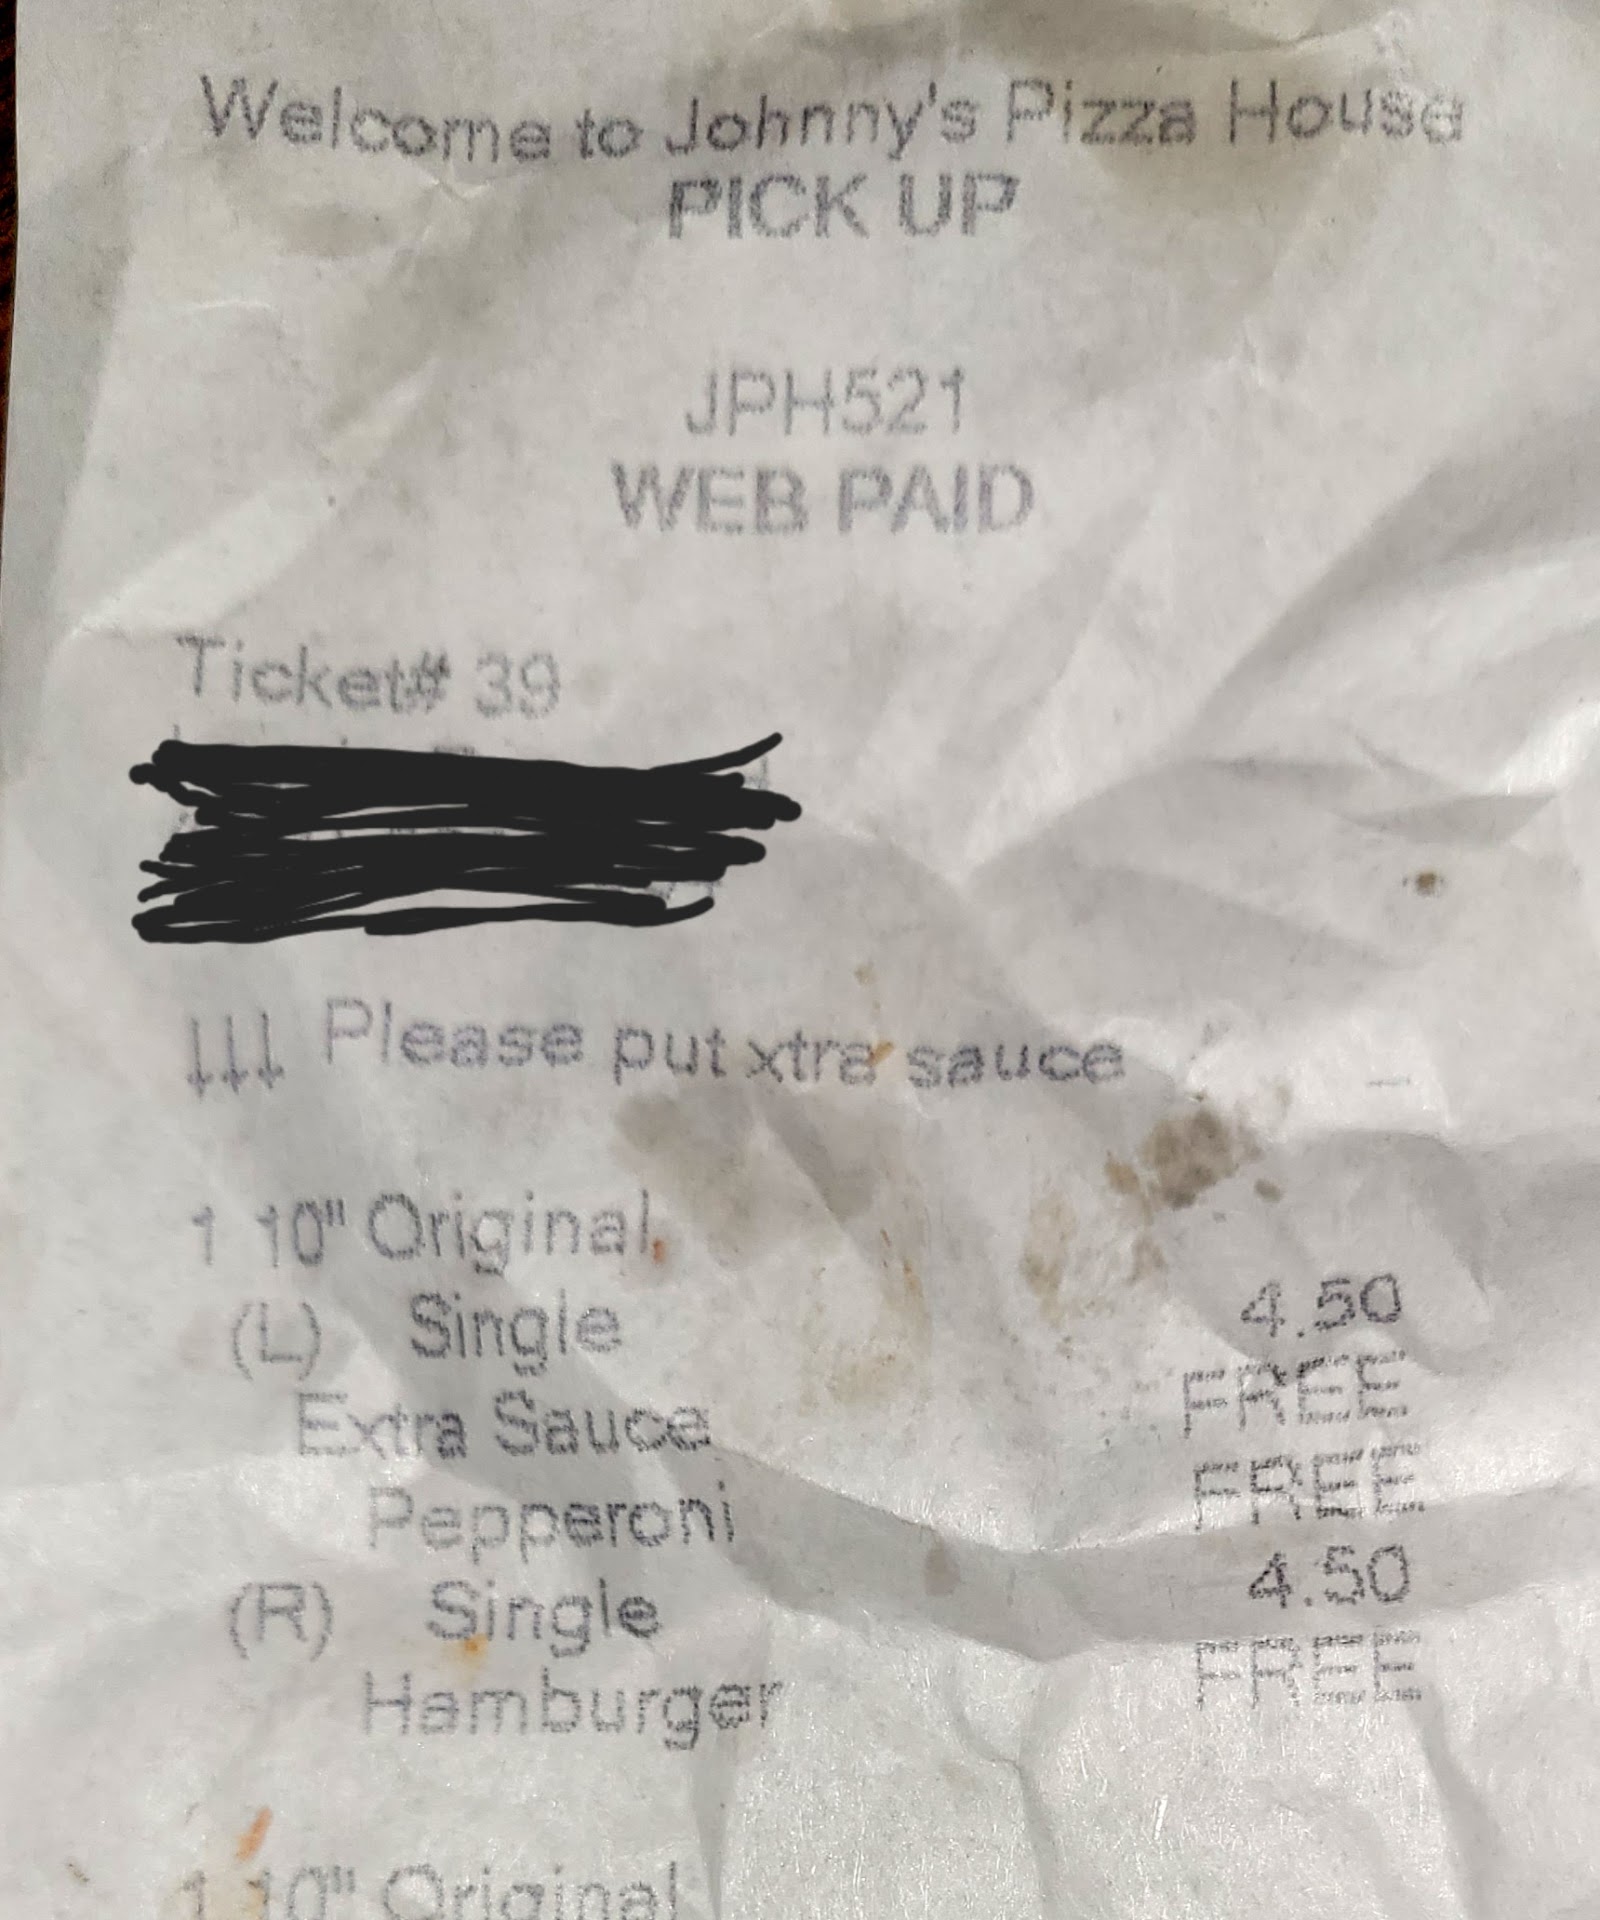 Welcome to Johnny's Pizza House
PICK UP
JPH521
WEB PAID
Ticket# 39
↓↓↓ Please put xtra sauce
1 10" Original
(L) Single 4.50
Extra Sauce FREE
Pepperoni FREE
(R) Single 4.50
Hamburger FREE
1 10" Original